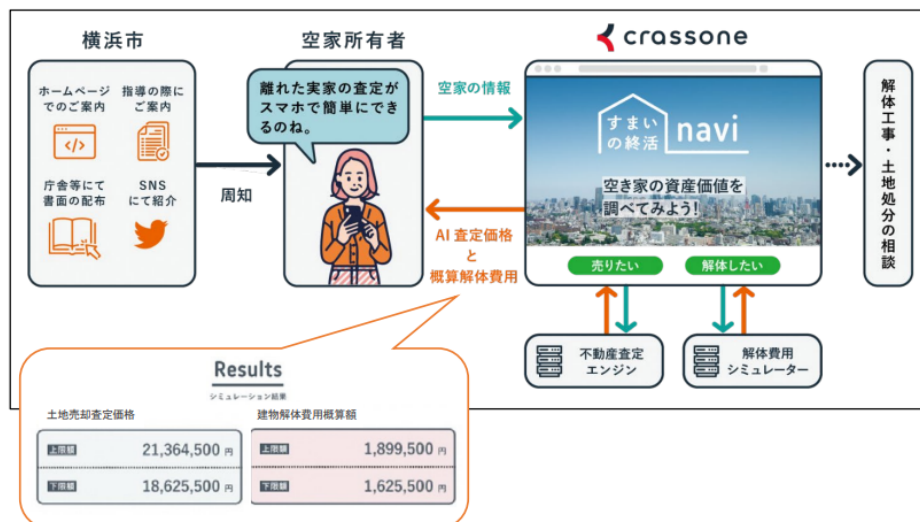 横浜市
ホームページ
でのご案内
指導の際に
ご案内
庁舎等にて
書面の配布
SNS
にて紹介
周知
空家所有者
離れた実家の査定が
スマホで簡単にでき
るのね。
空家の情報
AI 査定価格
と
概算解体費用
crassone
すまい
の終活
navi
空き家の資産価値を
調べてみよう!
売りたい
解体したい
不動産査定
エンジン
解体費用
シミュレーター
解体工事・土地処分の相談
Results
シミュレーション結果
土地売却査定価格
上限額 21,364,500 円
下限額 18,625,500 円
建物解体費用概算額
上限額 1,899,500 円
下限額 1,625,500 円